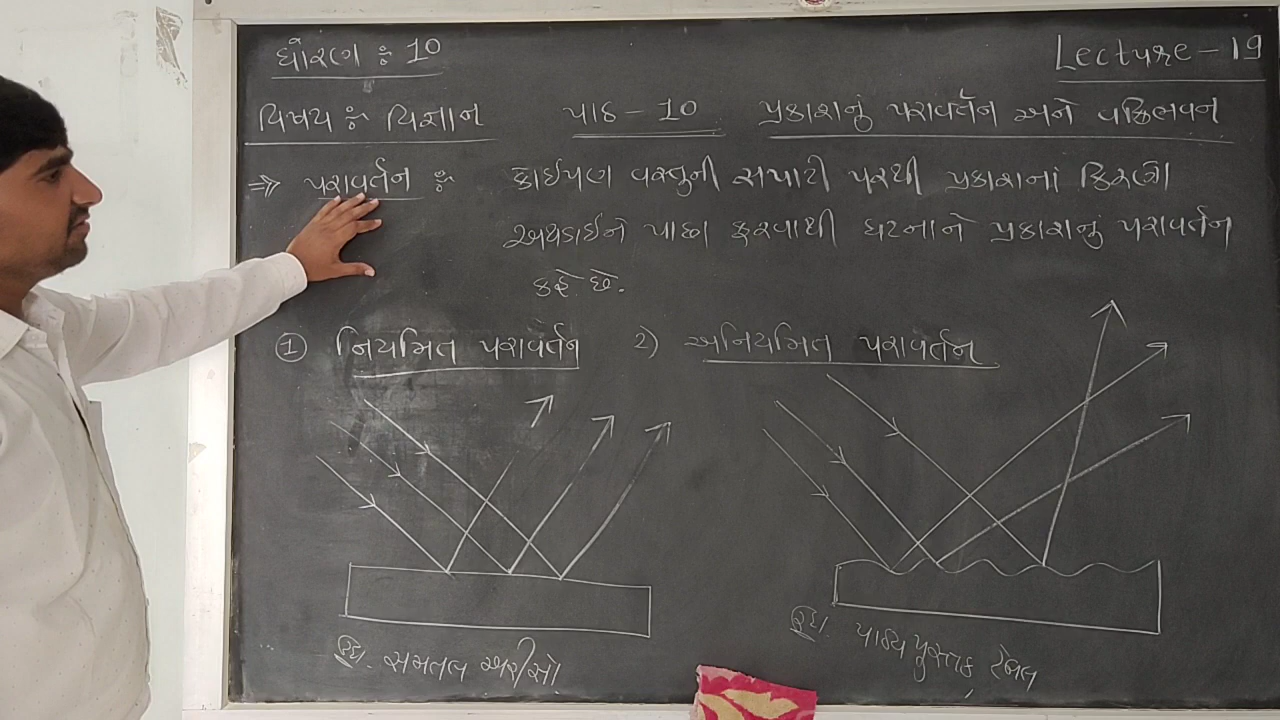 ધોરણ ઃ 10
Lecture - 19
વિષય ઃ વિજ્ઞાન પાઠ - 10 પ્રકાશનું પરાવર્તન અને વક્રિભવન
⇒ પરાવર્તન ઃ કોઈપણ વસ્તુની સપાટી પરથી પ્રકાશનાં કિરણો
અથડાઈને પાછા ફરવાથી ઘટનાને પ્રકાશનું પરાવર્તન
કહે છે.
① નિયમિત પરાવર્તન 2) અનિયમિત પરાવર્તન
દા. સમતલ અરીસો
દા. પાઠ્ય પુસ્તક, ટેબલ